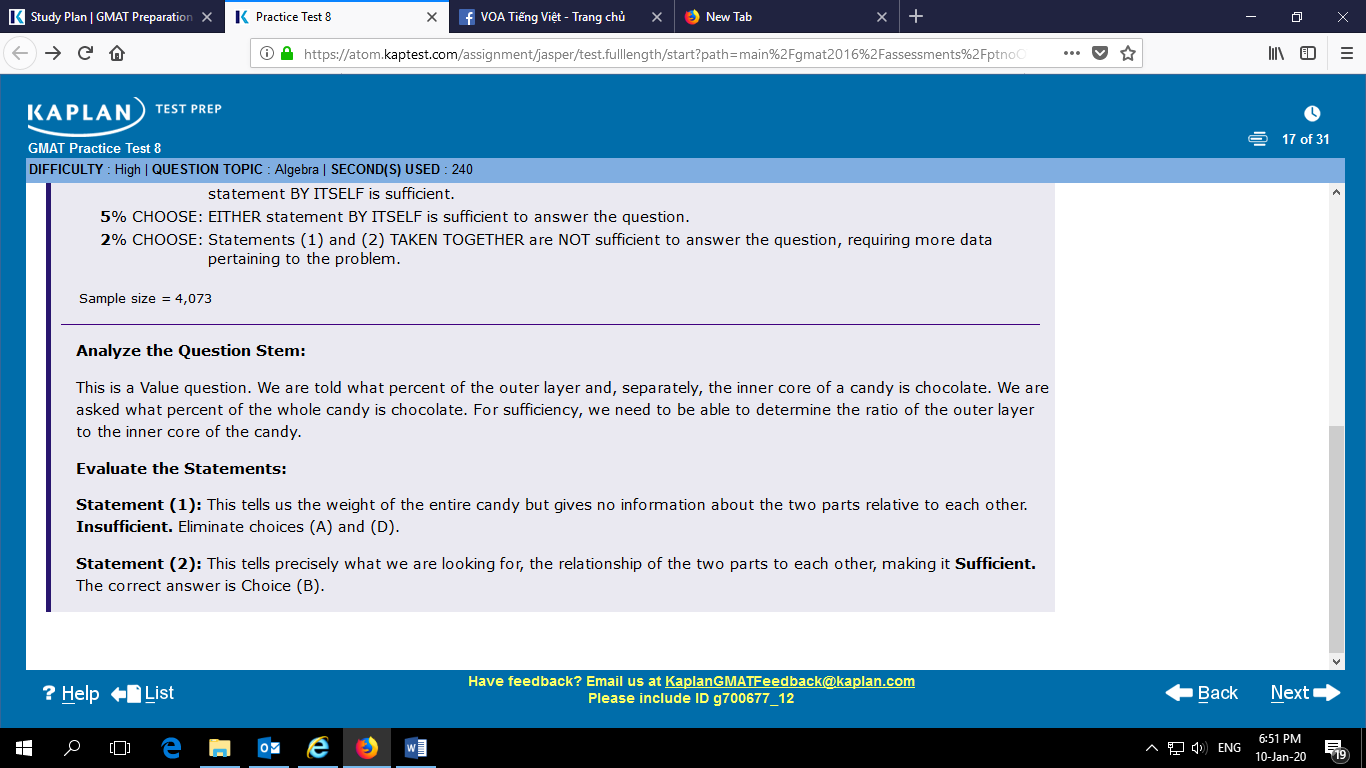 Study Plan | GMAT Preparation
Practice Test 8
VOA Tiếng Việt - Trang chủ
New Tab
https://atom.kaptest.com/assignment/jasper/test.fulllength/start?path=main%2Fgmat2016%2Fassessments%2Fptno
KAPLAN TEST PREP
GMAT Practice Test 8
17 of 31
DIFFICULTY : High | QUESTION TOPIC : Algebra | SECOND(S) USED : 240
statement BY ITSELF is sufficient.
5% CHOOSE: EITHER statement BY ITSELF is sufficient to answer the question.
2% CHOOSE: Statements (1) and (2) TAKEN TOGETHER are NOT sufficient to answer the question, requiring more data
pertaining to the problem.
Sample size = 4,073
Analyze the Question Stem:
This is a Value question. We are told what percent of the outer layer and, separately, the inner core of a candy is chocolate. We are
asked what percent of the whole candy is chocolate. For sufficiency, we need to be able to determine the ratio of the outer layer
to the inner core of the candy.
Evaluate the Statements:
Statement (1): This tells us the weight of the entire candy but gives no information about the two parts relative to each other.
Insufficient. Eliminate choices (A) and (D).
Statement (2): This tells precisely what we are looking for, the relationship of the two parts to each other, making it Sufficient.
The correct answer is Choice (B).
? Help
List
Have feedback? Email us at KaplanGMATFeedback@kaplan.com
Please include ID g700677_12
Back
Next
ENG
6:51 PM
10-Jan-20
19